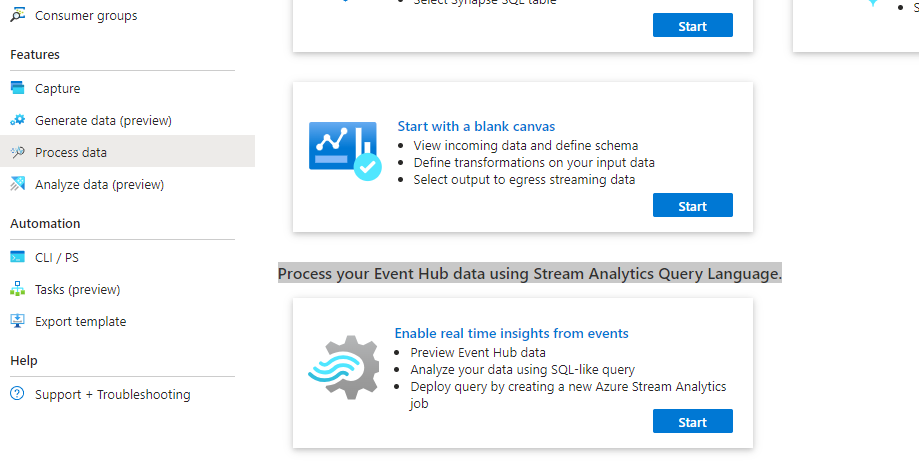 Consumer groups
Features
Capture
Generate data (preview)
Process data
Analyze data (preview)
Automation
CLI / PS
Tasks (preview)
Export template
Help
Support + Troubleshooting
Select Synapse SQL table
Start
Start with a blank canvas
View incoming data and define schema
Define transformations on your input data
Select output to egress streaming data
Start
Process your Event Hub data using Stream Analytics Query Language.
Enable real time insights from events
Preview Event Hub data
Analyze your data using SQL-like query
Deploy query by creating a new Azure Stream Analytics
job
Start